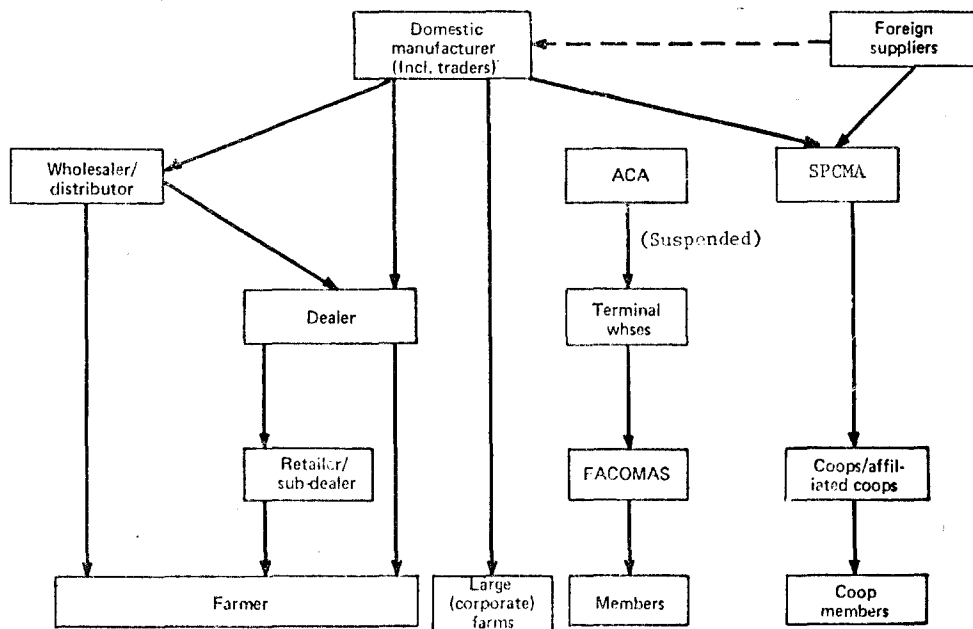 Domestic
manufacturer
(Incl. traders)
Foreign
suppliers
Wholesaler/
distributor
ACA
SPCMA
(Suspended)
Dealer
Terminal
whses
Retailer/
sub-dealer
FACOMAS
Coops/affil-
iated coops
Farmer
Large
(corporate)
farms
Members
Coop
members